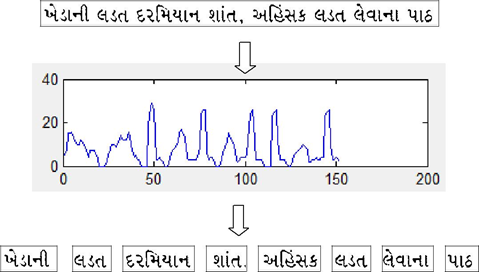 ખેડાની લડત દરમિયાન શાંત, અહિંસક લડત લેવાના પાઠ
40
20
0
0 50 100 150 200
ખેડાની લડત દરમિયાન શાંત, અહિંસક લડત લેવાના પાઠ